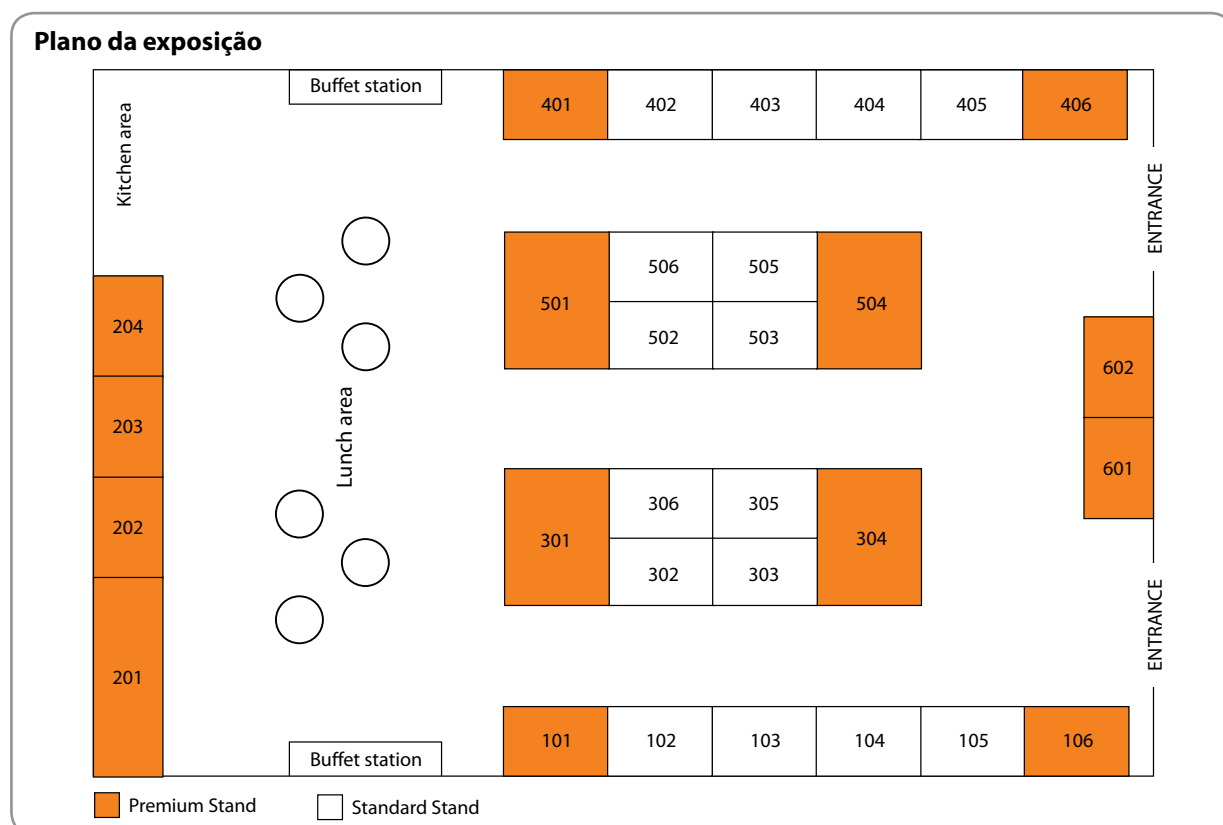 Plano da exposição
Buffet station
401 402 403 404 405 406
Kitchen area
ENTRANCE
506 505
501 504
502 503
204
602
203
Lunch area
601
306 305
202
301 304
302 303
ENTRANCE
201
101 102 103 104 105 106
Buffet station
Premium Stand Standard Stand